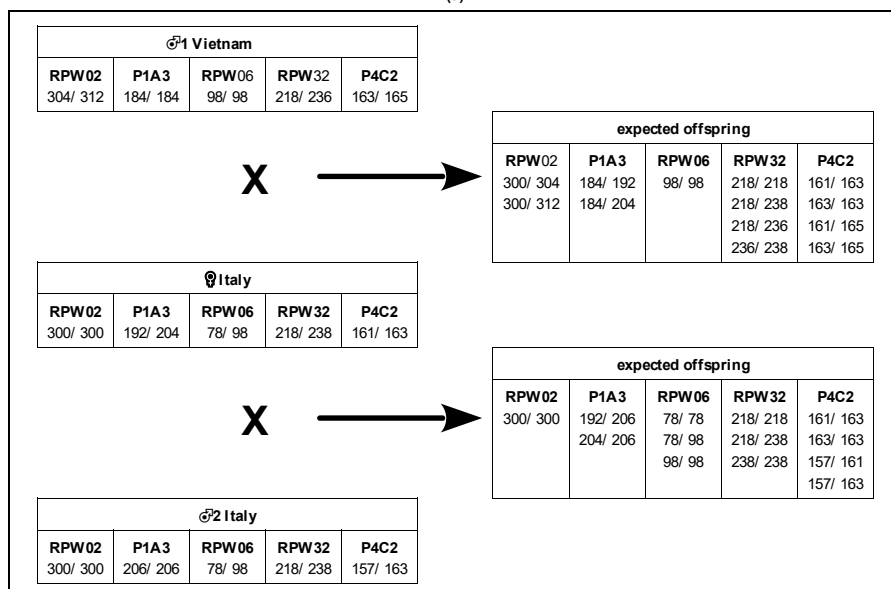 ♂1 Vietnam
RPW02 P1A3 RPW06 RPW32 P4C2
304/ 312 184/ 184 98/ 98 218/ 236 163/ 165
expected offspring
RPW02 P1A3 RPW06 RPW32 P4C2
300/ 304 184/ 192 98/ 98 218/ 218 161/ 163
300/ 312 184/ 204 218/ 238 163/ 163
218/ 236 161/ 165
236/ 238 163/ 165
X
♀Italy
RPW02 P1A3 RPW06 RPW32 P4C2
300/ 300 192/ 204 78/ 98 218/ 238 161/ 163
expected offspring
RPW02 P1A3 RPW06 RPW32 P4C2
300/ 300 192/ 206 78/ 78 218/ 218 161/ 163
204/ 206 78/ 98 218/ 238 163/ 163
98/ 98 238/ 238 157/ 161
157/ 163
X
♂2 Italy
RPW02 P1A3 RPW06 RPW32 P4C2
300/ 300 206/ 206 78/ 98 218/ 238 157/ 163